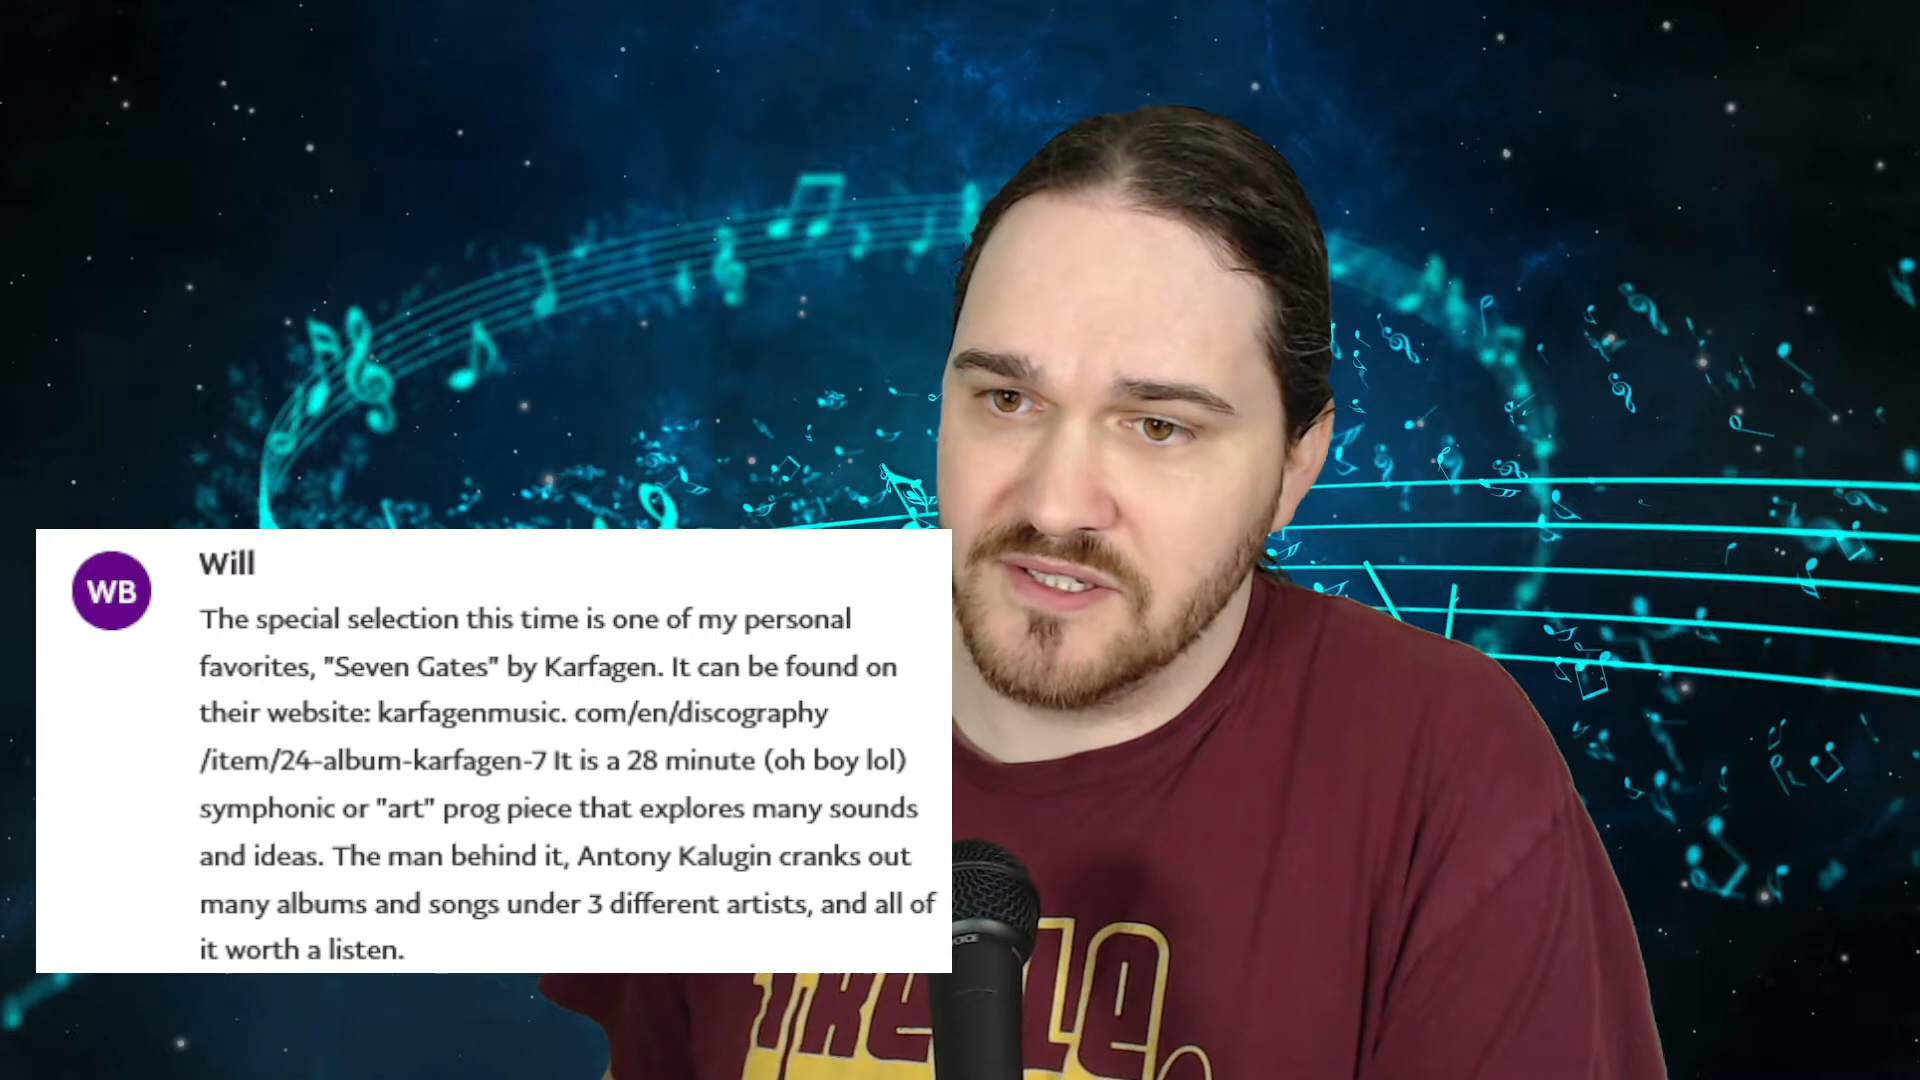 WB
Will
The special selection this time is one of my personal
favorites, "Seven Gates" by Karfagen. It can be found on
their website: karfagenmusic. com/en/discography
/item/24-album-karfagen-7 It is a 28 minute (oh boy lol)
symphonic or "art" prog piece that explores many sounds
and ideas. The man behind it, Antony Kalugin cranks out
many albums and songs under 3 different artists, and all of
it worth a listen.